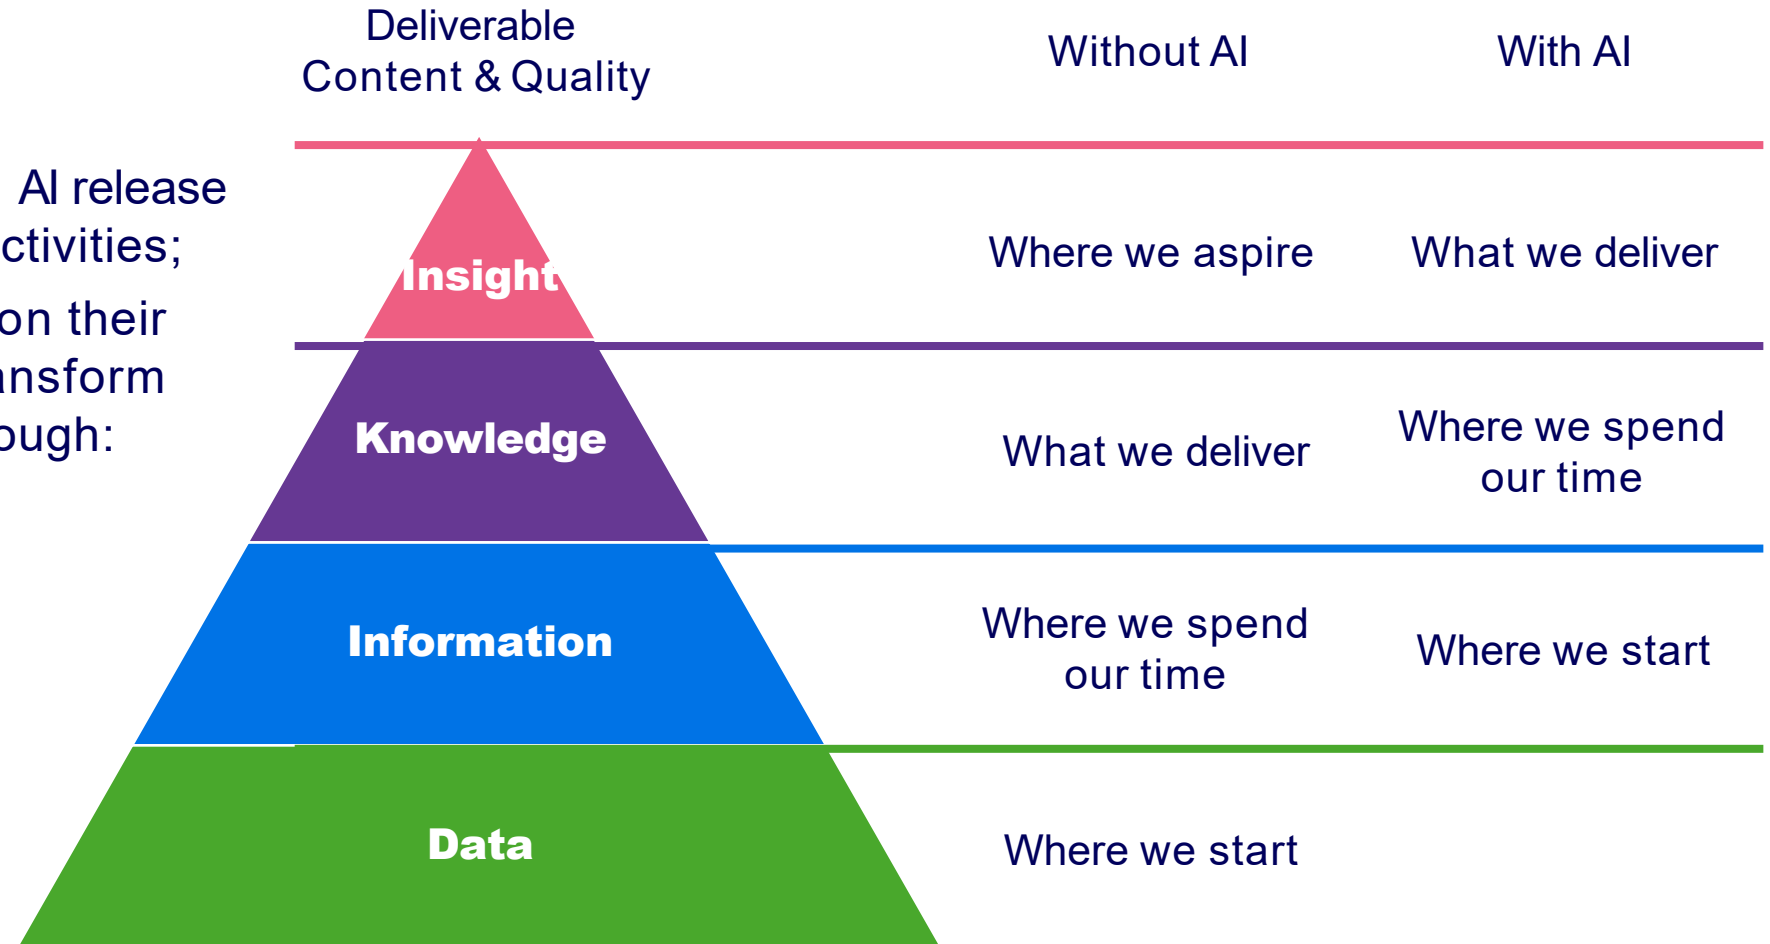 Deliverable
Content & Quality
Without AI
With AI
AI release
ctivities;
on their
ansform
ough:
Insight
Where we aspire
What we deliver
Knowledge
What we deliver
Where we spend
our time
Information
Where we spend
our time
Where we start
Data
Where we start